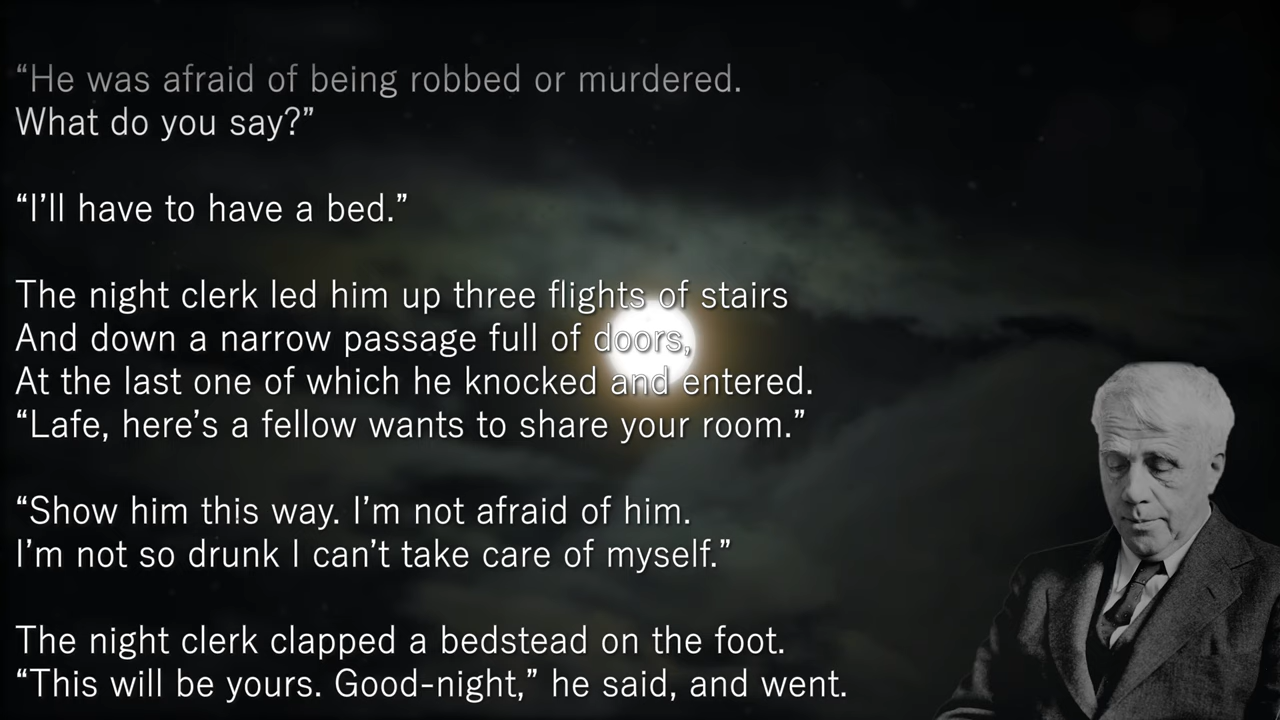 “He was afraid of being robbed or murdered.
What do you say?”
“I’ll have to have a bed.”
The night clerk led him up three flights of stairs
And down a narrow passage full of doors,
At the last one of which he knocked and entered.
“Lafe, here’s a fellow wants to share your room.”
“Show him this way. I’m not afraid of him.
I’m not so drunk I can’t take care of myself.”
The night clerk clapped a bedstead on the foot.
“This will be yours. Good-night,” he said, and went.